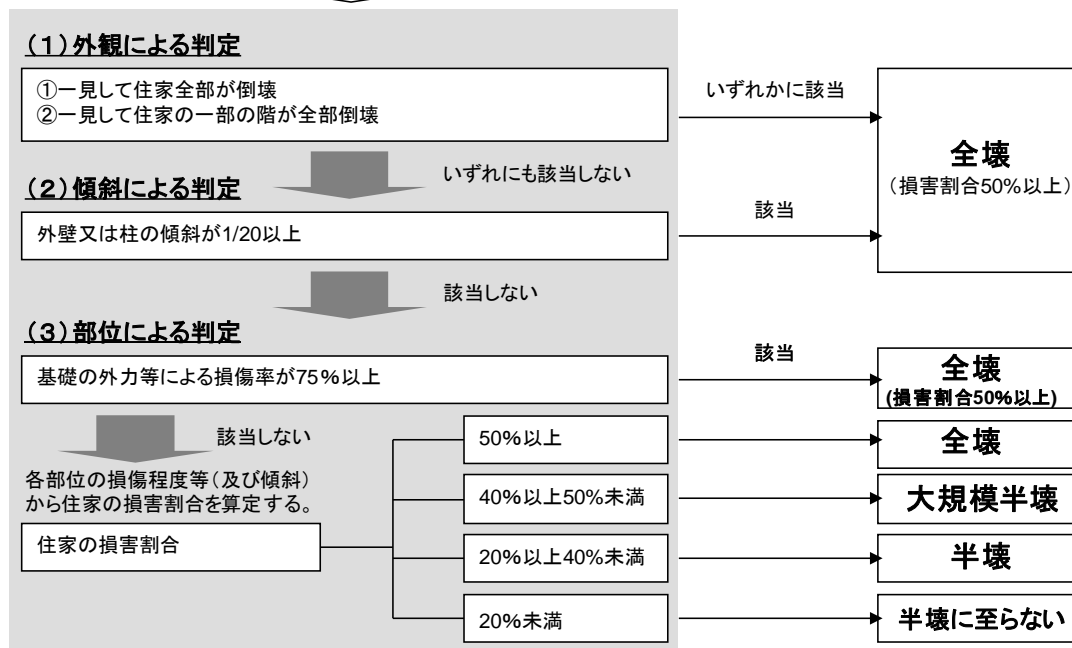 (1)外観による判定
①一見して住家全部が倒壊
②一見して住家の一部の階が全部倒壊
いずれかに該当
全壊
(損害割合50%以上)
いずれにも該当しない
(2)傾斜による判定
外壁又は柱の傾斜が1/20以上
該当
該当しない
(3)部位による判定
基礎の外力等による損傷率が75%以上
該当
全壊
(損害割合50%以上)
該当しない
各部位の損傷程度等(及び傾斜)
から住家の損害割合を算定する。
住家の損害割合
50%以上
全壊
40%以上50%未満
大規模半壊
20%以上40%未満
半壊
20%未満
半壊に至らない